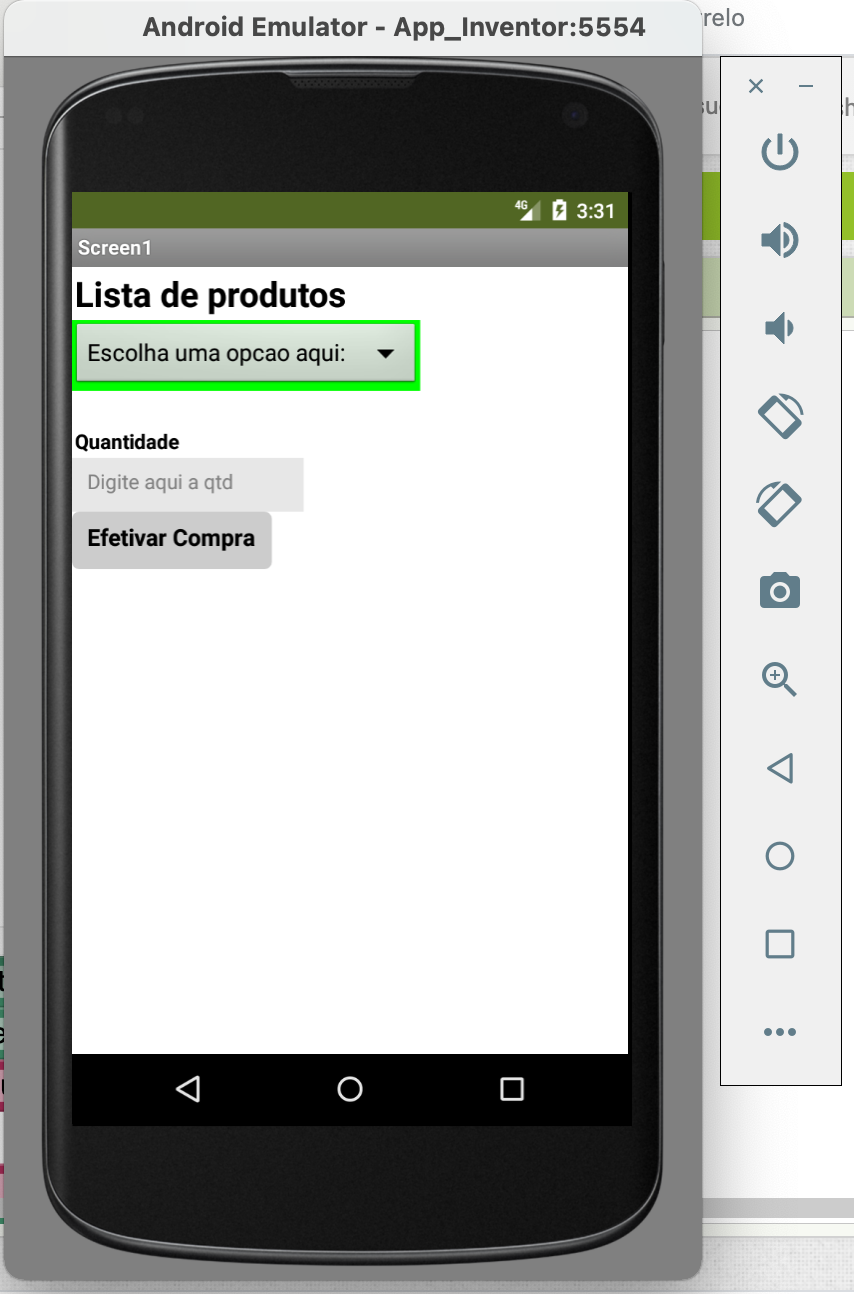 Android Emulator - App_Inventor:5554
relo
4G 3:31
Screen1
Lista de produtos
Escolha uma opcao aqui:
Quantidade
Digite aqui a qtd
Efetivar Compra